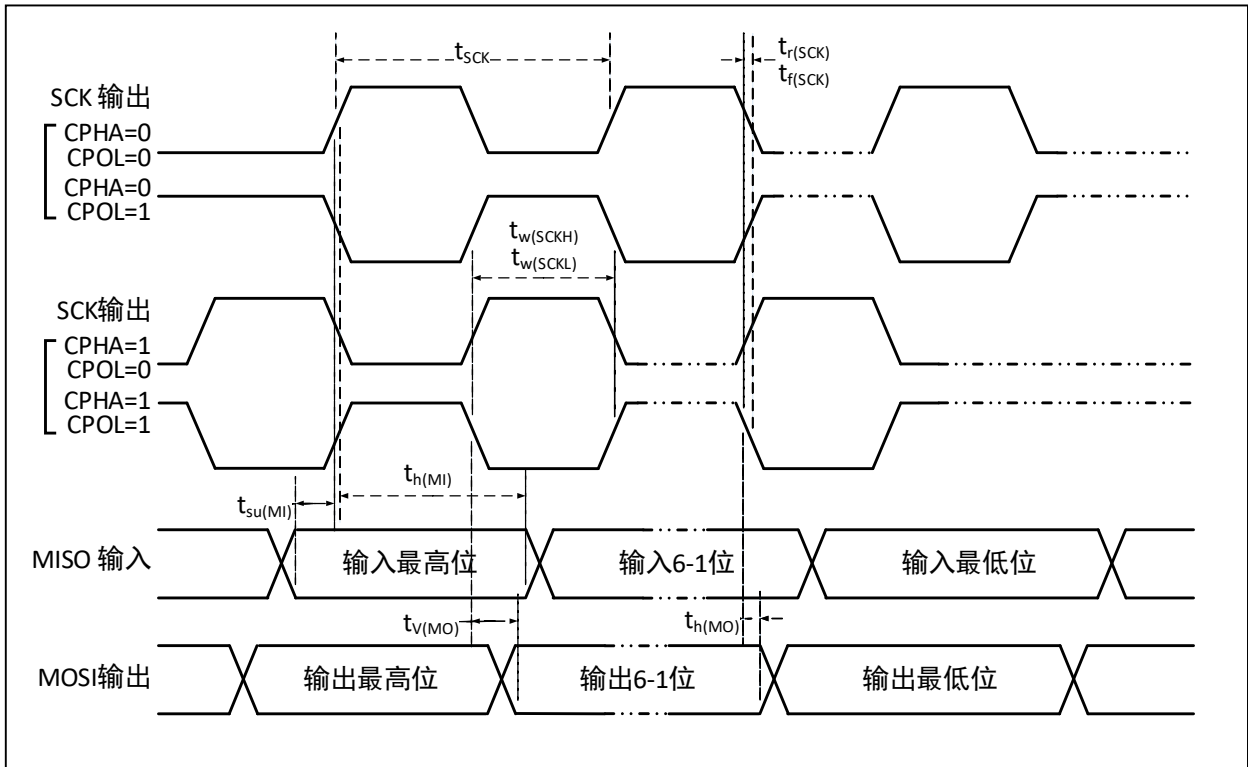 tSCK
tr(SCK)
tf(SCK)
SCK 输出
CPHA=0
CPOL=0
CPHA=0
CPOL=1
tw(SCKH)
tw(SCKL)
SCK输出
CPHA=1
CPOL=0
CPHA=1
CPOL=1
th(MI)
tsu(MI)
MISO 输入
输入最高位
输入6-1位
输入最低位
tV(MO)
th(MO)
MOSI输出
输出最高位
输出6-1位
输出最低位